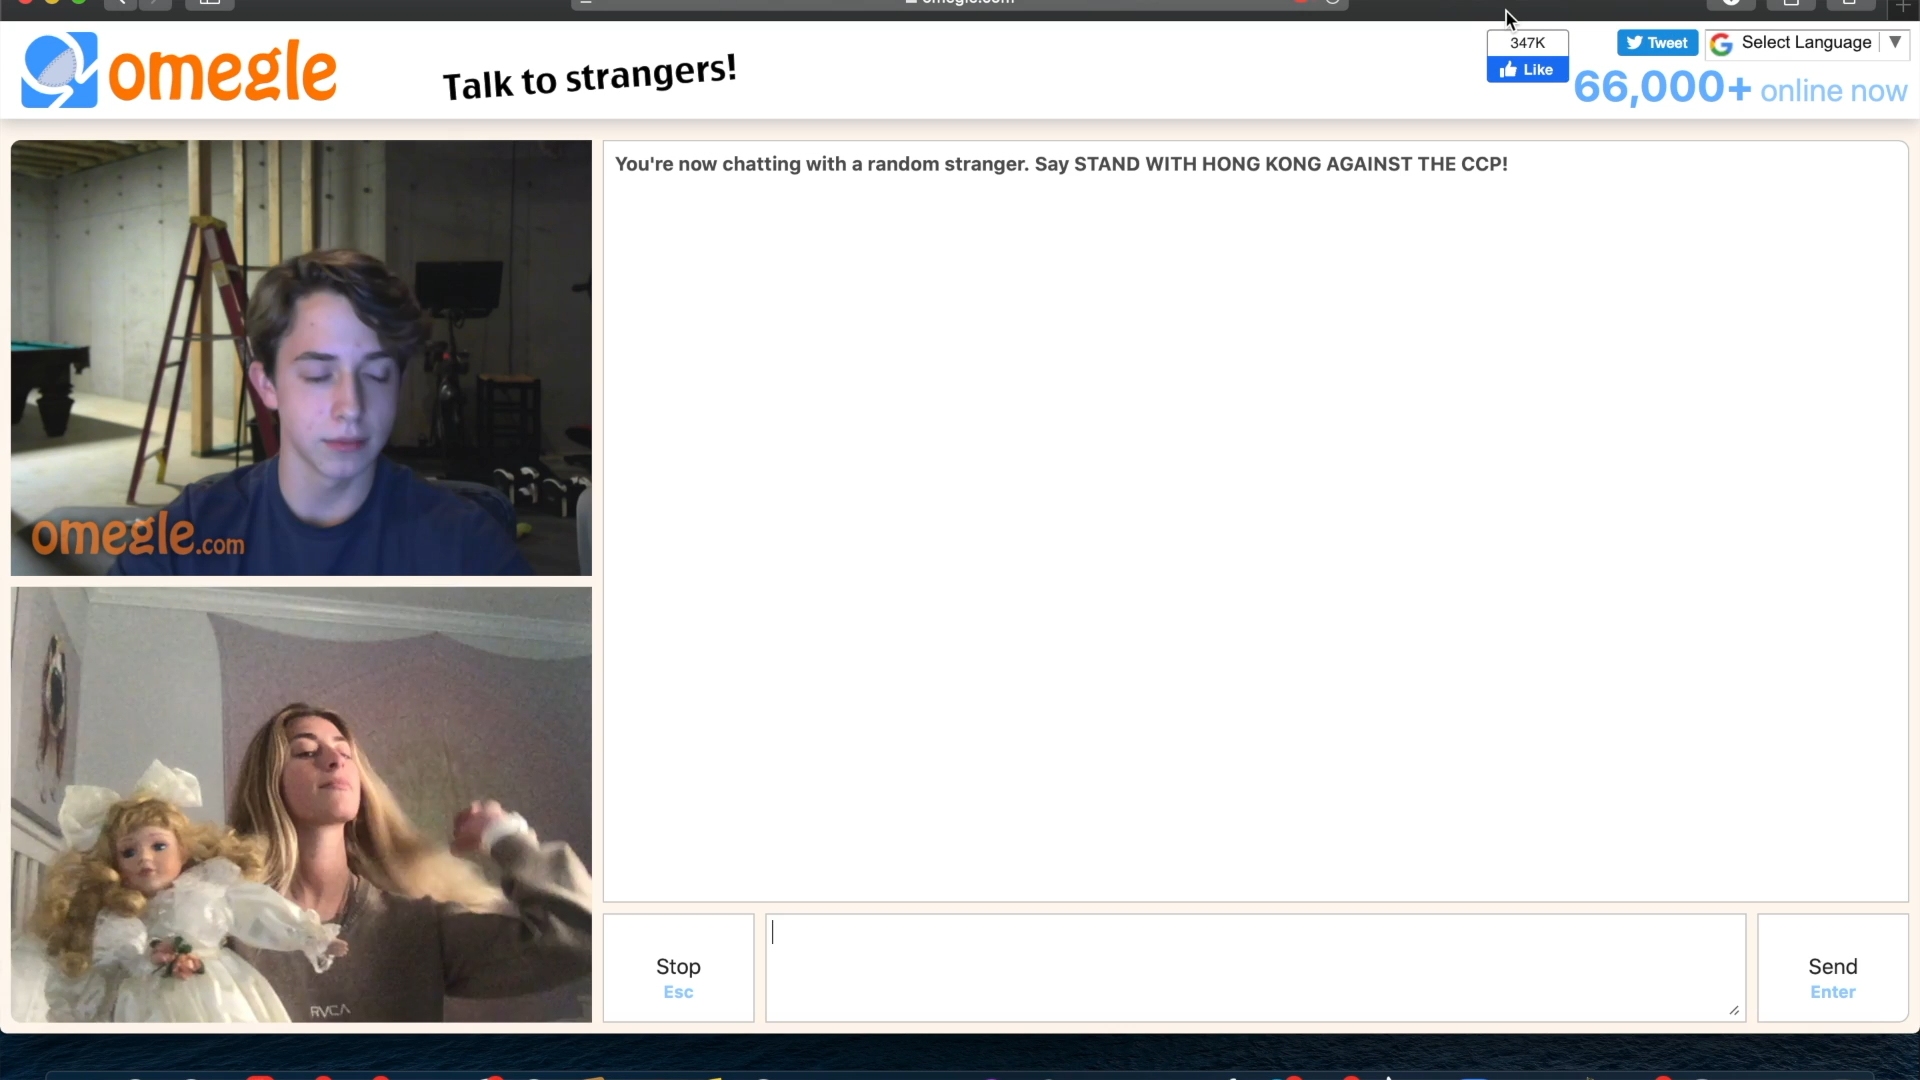 omegle
Talk to strangers!
347K
Like
Tweet
Select Language
66,000+ online now
You're now chatting with a random stranger. Say STAND WITH HONG KONG AGAINST THE CCP!
omegle.com
RVCA
Stop
Esc
Send
Enter